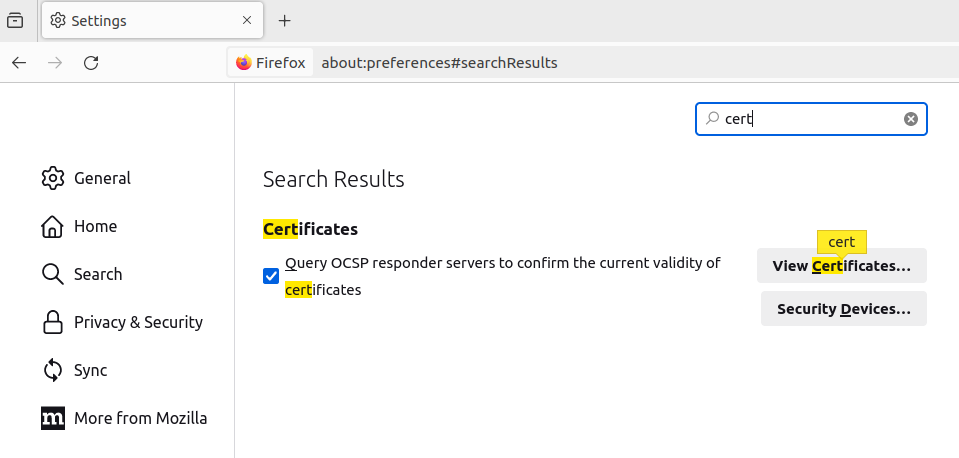 Settings
Firefox about:preferences#searchResults
cert
General
Home
Search
Privacy & Security
Sync
More from Mozilla
Search Results
Certificates
Query OCSP responder servers to confirm the current validity of
certificates
cert
View Certificates...
Security Devices...